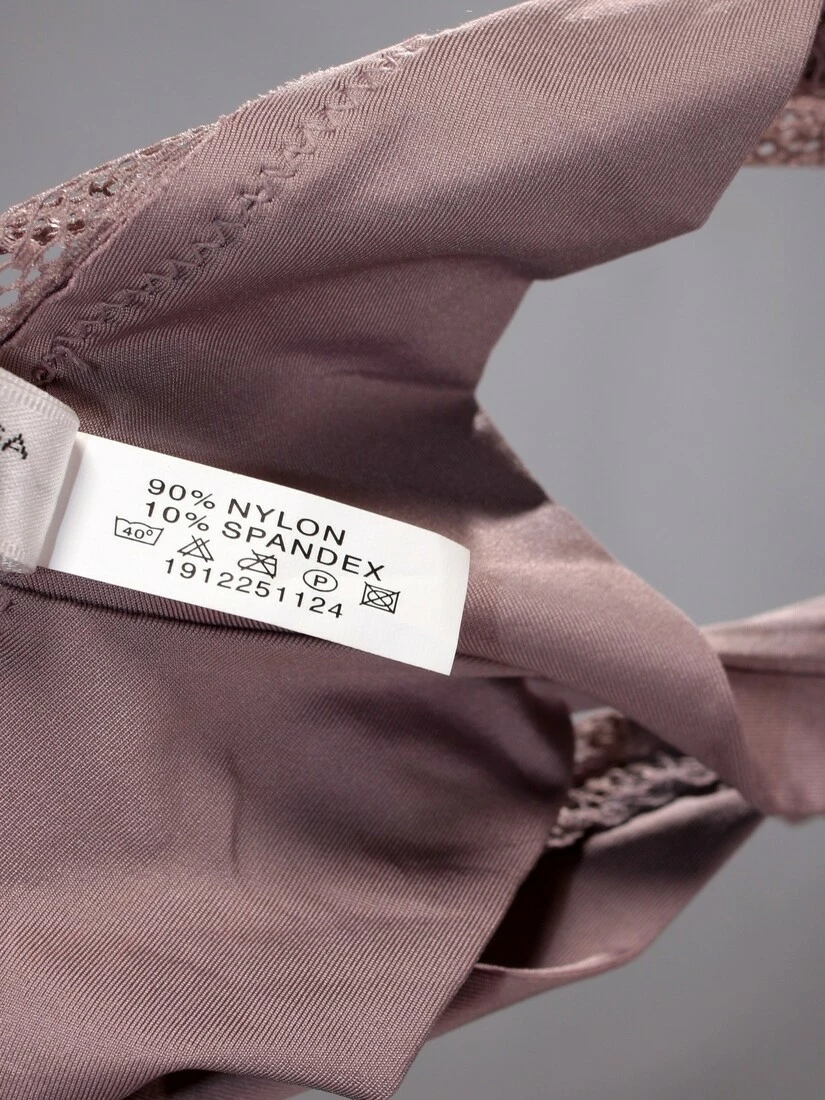 90% NYLON
10% SPANDEX
40°
P
1912251124